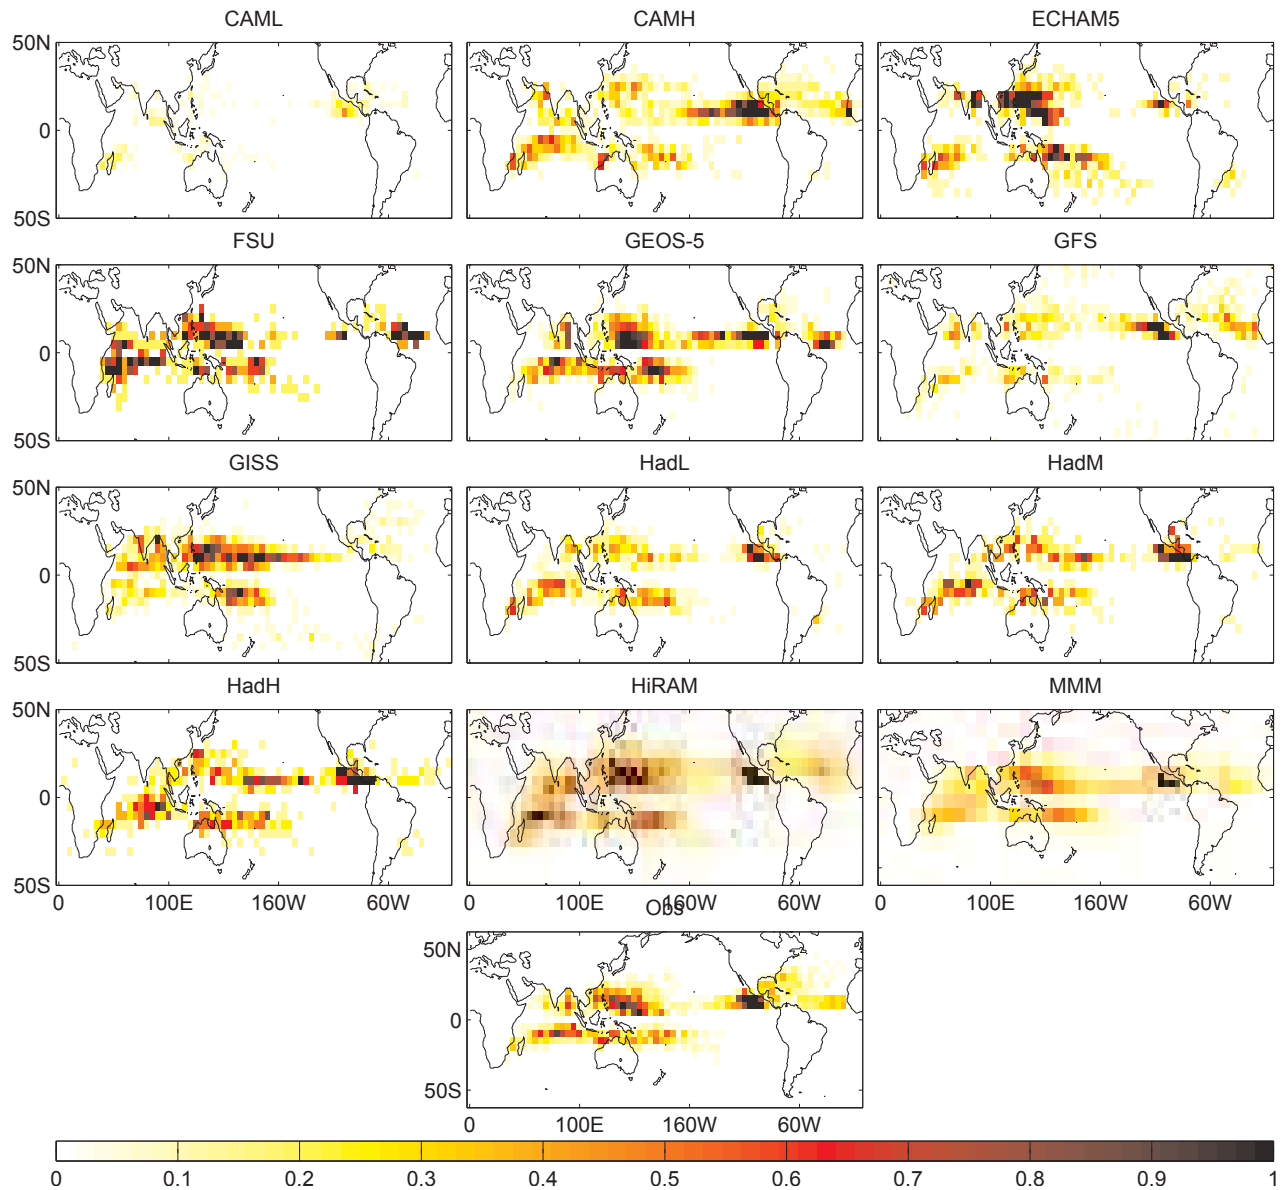 CAML CAMH ECHAM5
50N
0
50S
FSU GEOS-5 GFS
50N
0
50S
GISS HadL HadM
50N
0
50S
HadH HiRAM MMM
50N
0
50S
0 100E 160W 60W 0 100E 160W 60W 0 100E 160W 60W
Obs
50N
0
50S
0 100E 160W 60W
0 0.1 0.2 0.3 0.4 0.5 0.6 0.7 0.8 0.9 1